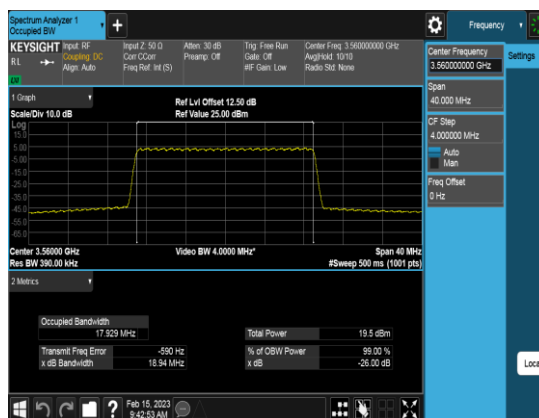 Spectrum Analyzer 1
Occupied BW
+
Frequency
KEYSIGHT
RL
Input: RF
Coupling: DC
Align: Auto
Input Z: 50 Ω
Corr CCorr
Freq Ref: Int (S)
Atten: 30 dB
Preamp: Off
Trig: Free Run
Gate: Off
#IF Gain: Low
Center Freq: 3.560000000 GHz
Avg|Hold: 10/10
Radio Std: None
Center Frequency
3.560000000 GHz
Settings
Span
40.000 MHz
CF Step
4.000000 MHz
Auto
Man
Freq Offset
0 Hz
1 Graph
Scale/Div 10.0 dB
Ref Lvl Offset 12.50 dB
Ref Value 25.00 dBm
Log
15.0
5.00
-5.00
-15.0
-25.0
-35.0
-45.0
-55.0
-65.0
Center 3.56000 GHz
Res BW 390.00 kHz
Video BW 4.0000 MHz*
Span 40 MHz
#Sweep 500 ms (1001 pts)
2 Metrics
Occupied Bandwidth
17.929 MHz
Transmit Freq Error
-590 Hz
x dB Bandwidth
18.94 MHz
Total Power
19.5 dBm
% of OBW Power
99.00 %
x dB
-26.00 dB
Loca
?
Feb 15, 2023
9:42:53 AM